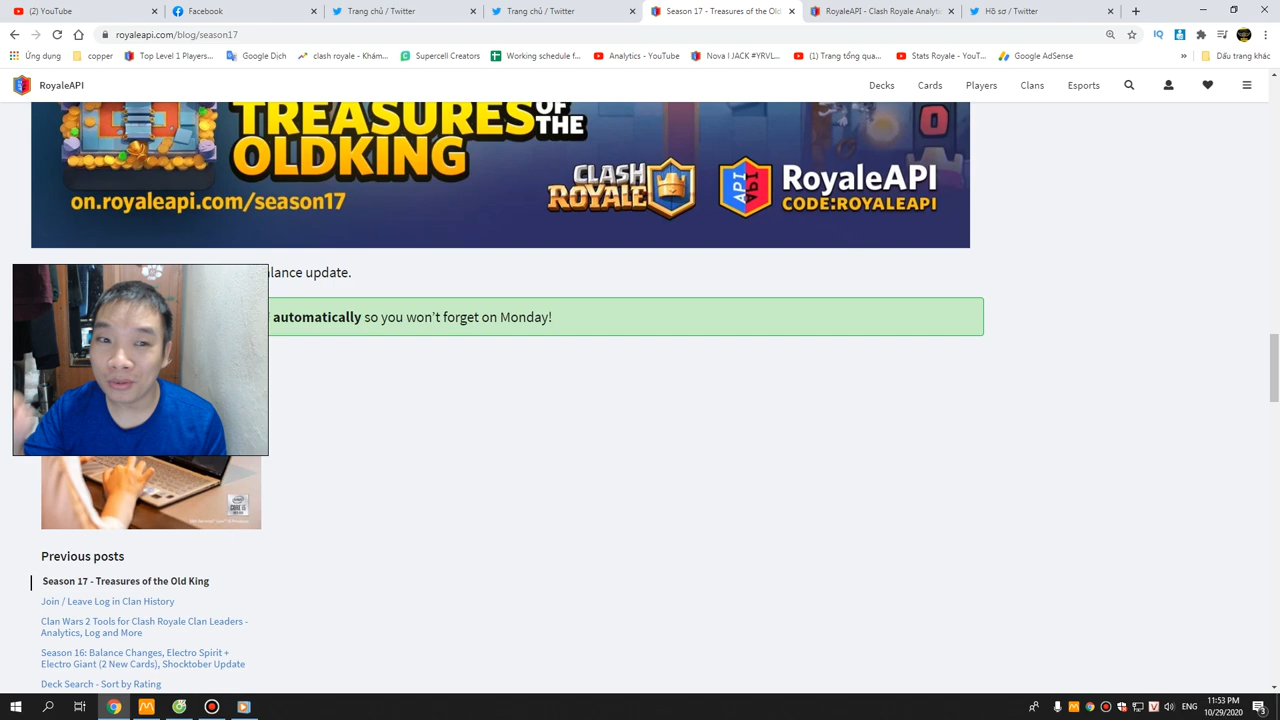 (2) YouTube
Facebook
Trang chủ / Twitter
Trang chủ / Twitter
Season 17 - Treasures of the Old
RoyaleAPI - Clash Royale Analytic
Hồ sơ / Twitter
royaleapi.com/blog/season17
Ứng dụng
copper
Top Level 1 Players...
Google Dịch
clash royale - Khám...
Supercell Creators
Working schedule f...
Analytics - YouTube
Nova l JACK #YRVL...
(1) Trang tổng qua...
Stats Royale - YouT...
Google AdSense
»
Dấu trang khác
RoyaleAPI
Decks
Cards
Players
Clans
Esports
TREASURES OF THE
OLDKING
on.royaleapi.com/season17
CLASH
ROYALE
API
RoyaleAPI
CODE:ROYALEAPI
lance update.
automatically so you won't forget on Monday!
Previous posts
Season 17 - Treasures of the Old King
Join / Leave Log in Clan History
Clan Wars 2 Tools for Clash Royale Clan Leaders -
Analytics, Log and More
Season 16: Balance Changes, Electro Spirit +
Electro Giant (2 New Cards), Shocktober Update
Deck Search - Sort by Rating
ENG
11:53 PM
10/29/2020